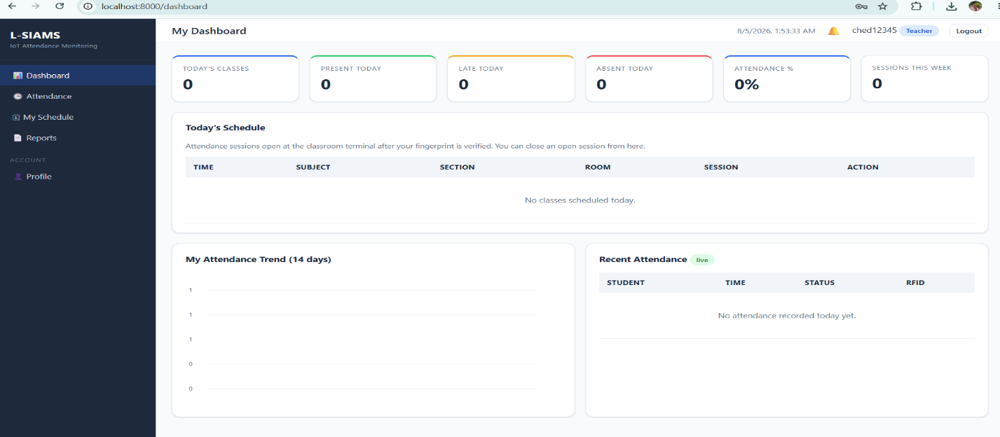 localhost:8000/dashboard
L-SIAMS
IoT Attendance Monitoring
Dashboard
Attendance
My Schedule
Reports
ACCOUNT
Profile
My Dashboard
8/5/2026, 1:53:33 AM
ched12345 Teacher Logout
TODAY'S CLASSES
0
PRESENT TODAY
0
LATE TODAY
0
ABSENT TODAY
0
ATTENDANCE %
0%
SESSIONS THIS WEEK
0
Today's Schedule
Attendance sessions open at the classroom terminal after your fingerprint is verified. You can close an open session from here.
TIME SUBJECT SECTION ROOM SESSION ACTION
No classes scheduled today.
My Attendance Trend (14 days)
1
1
1
0
0
Recent Attendance live
STUDENT TIME STATUS RFID
No attendance recorded today yet.